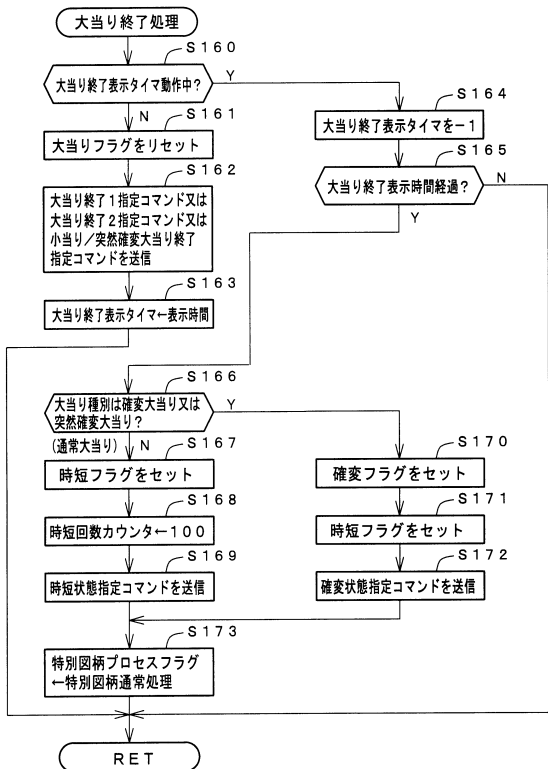 大当り終了処理
S160
大当り終了表示タイマ動作中?
Y
N
S161
大当りフラグをリセット
S162
大当り終了1指定コマンド又は
大当り終了2指定コマンド又は
小当り/突然確変大当り終了
指定コマンドを送信
S163
大当り終了表示タイマ←表示時間
S164
大当り終了表示タイマを-1
S165
大当り終了表示時間経過?
N
Y
S166
大当り種別は確変大当り又は
突然確変大当り?
Y
(通常大当り)
N
S167
時短フラグをセット
S168
時短回数カウンタ←100
S169
時短状態指定コマンドを送信
S170
確変フラグをセット
S171
時短フラグをセット
S172
確変状態指定コマンドを送信
S173
特別図柄プロセスフラグ
←特別図柄通常処理
RET